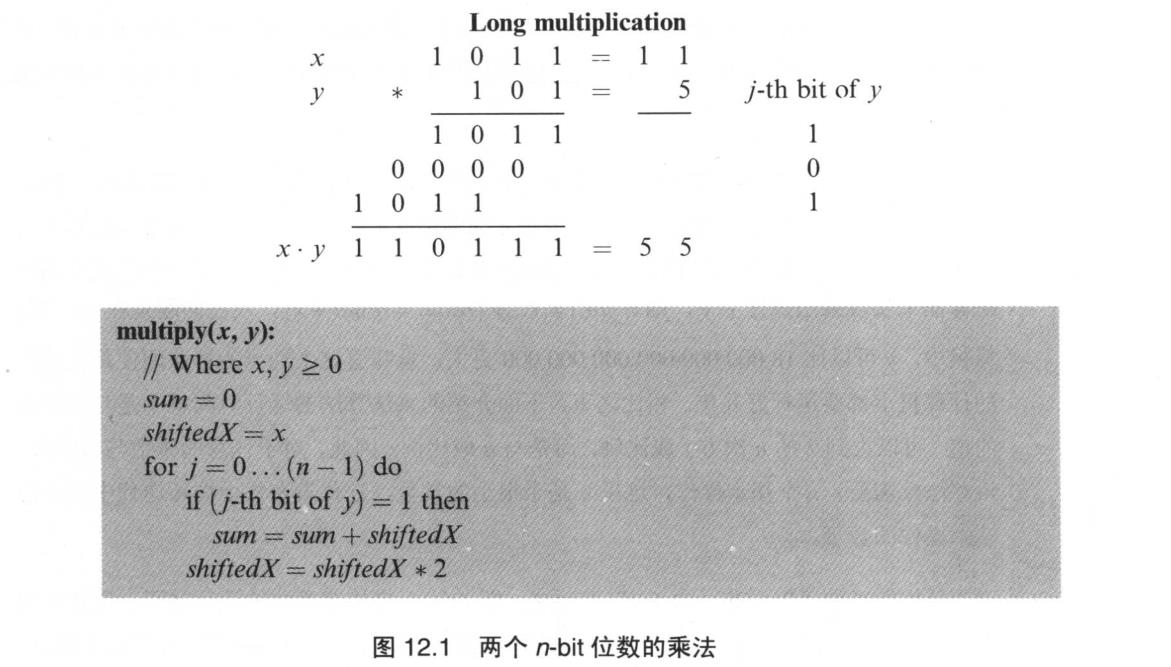 Long multiplication
x 1 0 1 1 = 1 1
y * 1 0 1 = 5 j-th bit of y
1 0 1 1 1
0 0 0 0 0
1 0 1 1 1
x · y 1 1 0 1 1 1 = 5 5
multiply(x, y):
// Where x, y ≥ 0
sum = 0
shiftedX = x
for j = 0...(n − 1) do
if (j-th bit of y) = 1 then
sum = sum + shiftedX
shiftedX = shiftedX * 2
图 12.1 两个 n-bit 位数的乘法